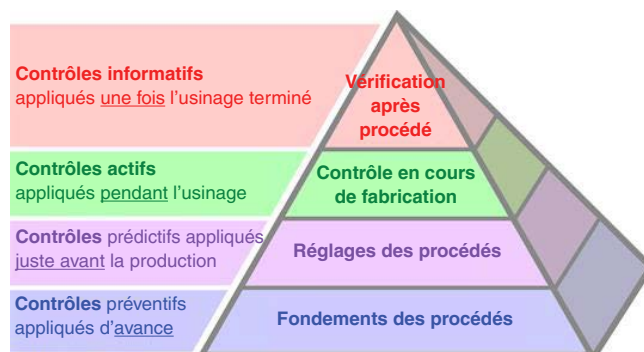 Contrôles informatifs
appliqués une fois l'usinage terminé
Vérification
après
procédé
Contrôles actifs
appliqués pendant l'usinage
Contrôle en cours
de fabrication
Contrôles prédictifs appliqués
juste avant la production
Réglages des procédés
Contrôles préventifs
appliqués d'avance
Fondements des procédés